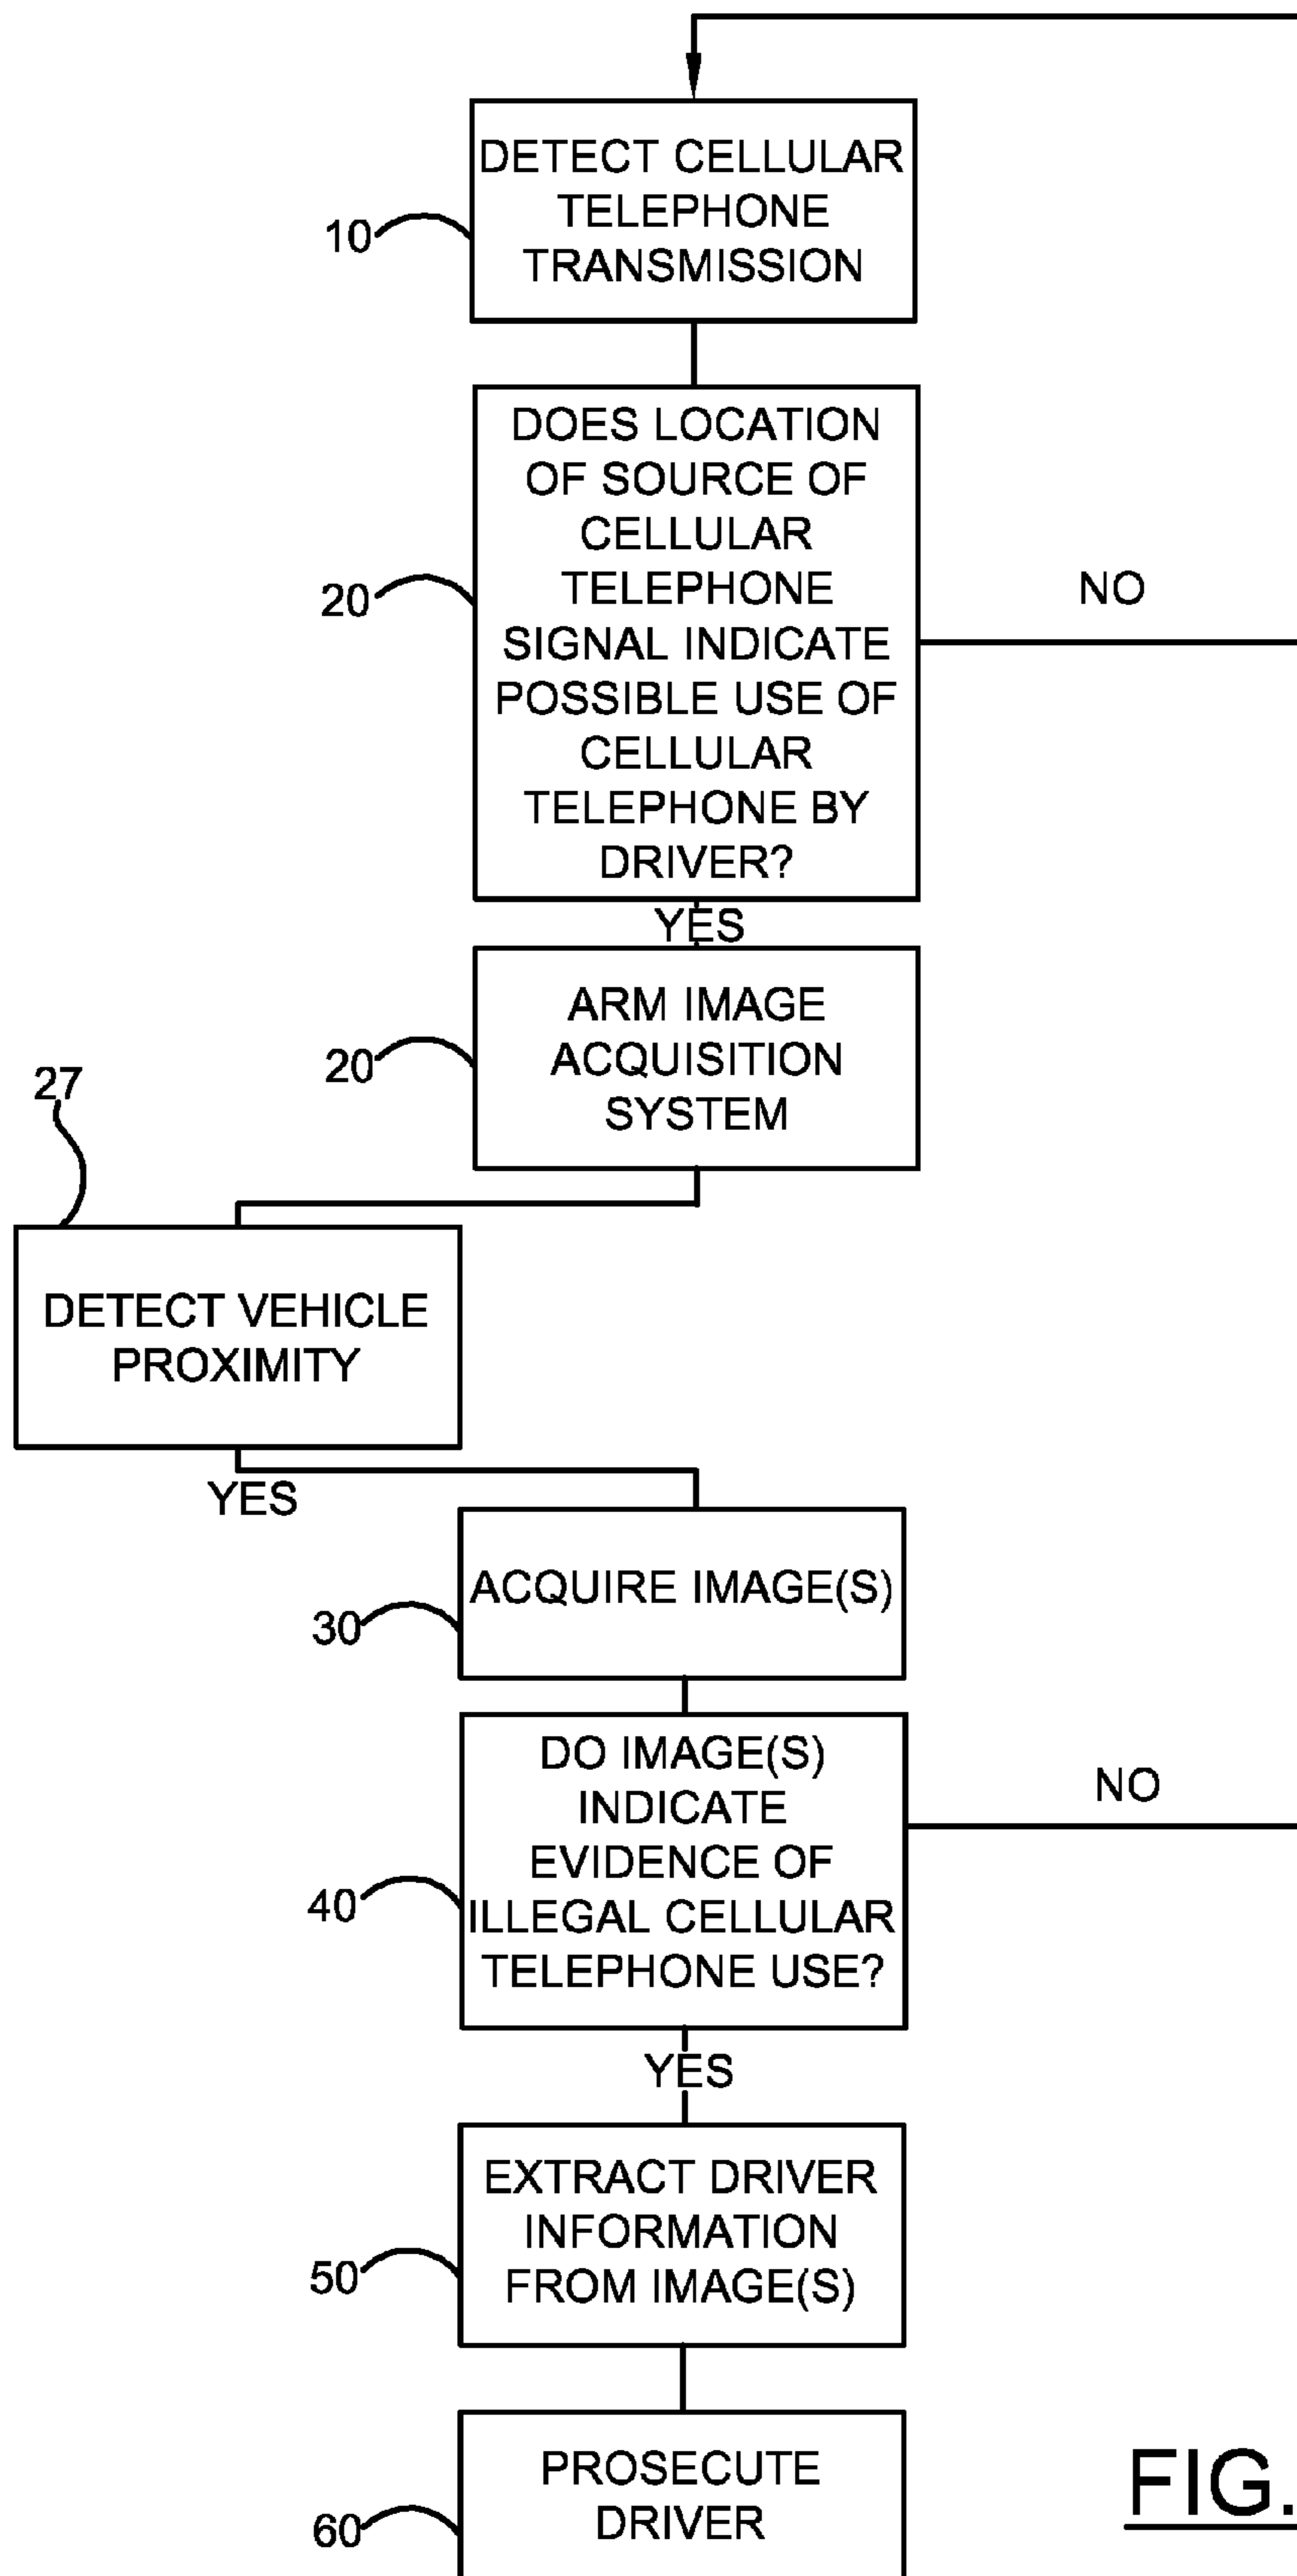 DETECT CELLULAR
TELEPHONE
TRANSMISSION
10
DOES LOCATION
OF SOURCE OF
CELLULAR
TELEPHONE
SIGNAL INDICATE
POSSIBLE USE OF
CELLULAR
TELEPHONE BY
DRIVER?
20
NO
YES
ARM IMAGE
ACQUISITION
SYSTEM
20
27
DETECT VEHICLE
PROXIMITY
YES
ACQUIRE IMAGE(S)
30
DO IMAGE(S)
INDICATE
EVIDENCE OF
ILLEGAL CELLULAR
TELEPHONE USE?
40
NO
YES
EXTRACT DRIVER
INFORMATION
FROM IMAGE(S)
50
PROSECUTE
DRIVER
60
FIG.